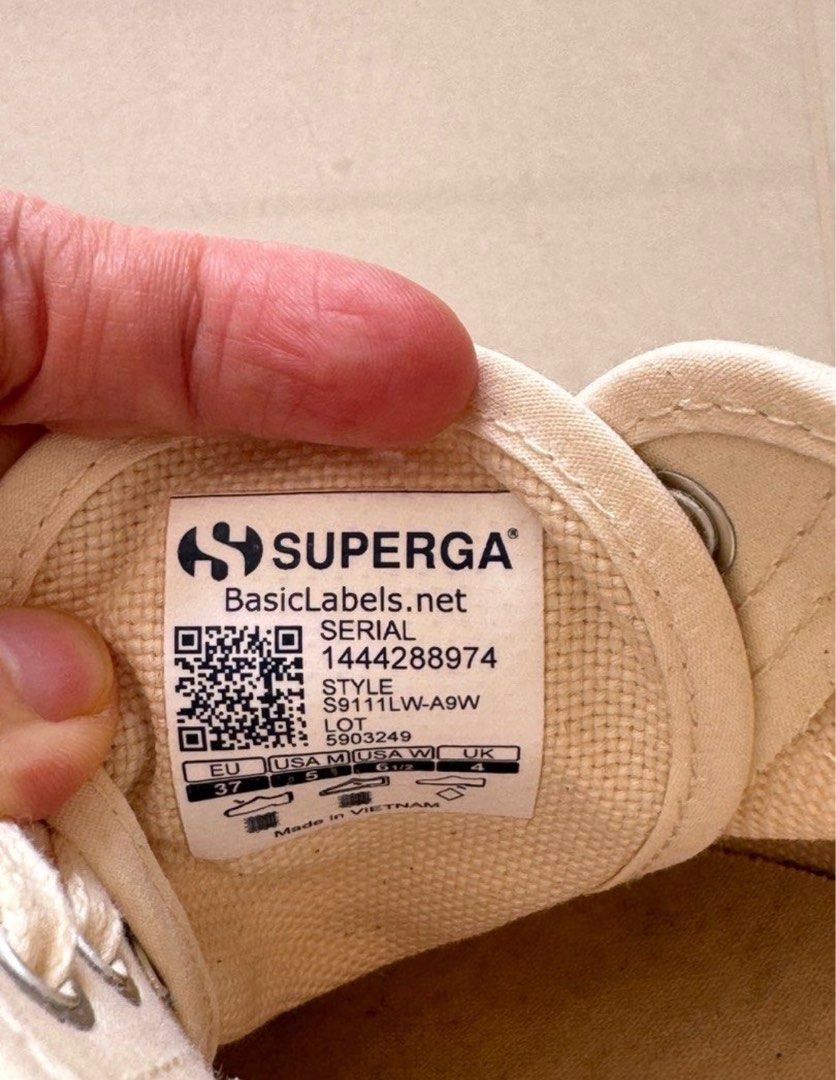 SUPERGA®
BasicLabels.net
SERIAL
1444288974
STYLE
S9111LW-A9W
LOT
5903249
EU USA M USA W UK
37 5 6 1/2 4
Made in VIETNAM